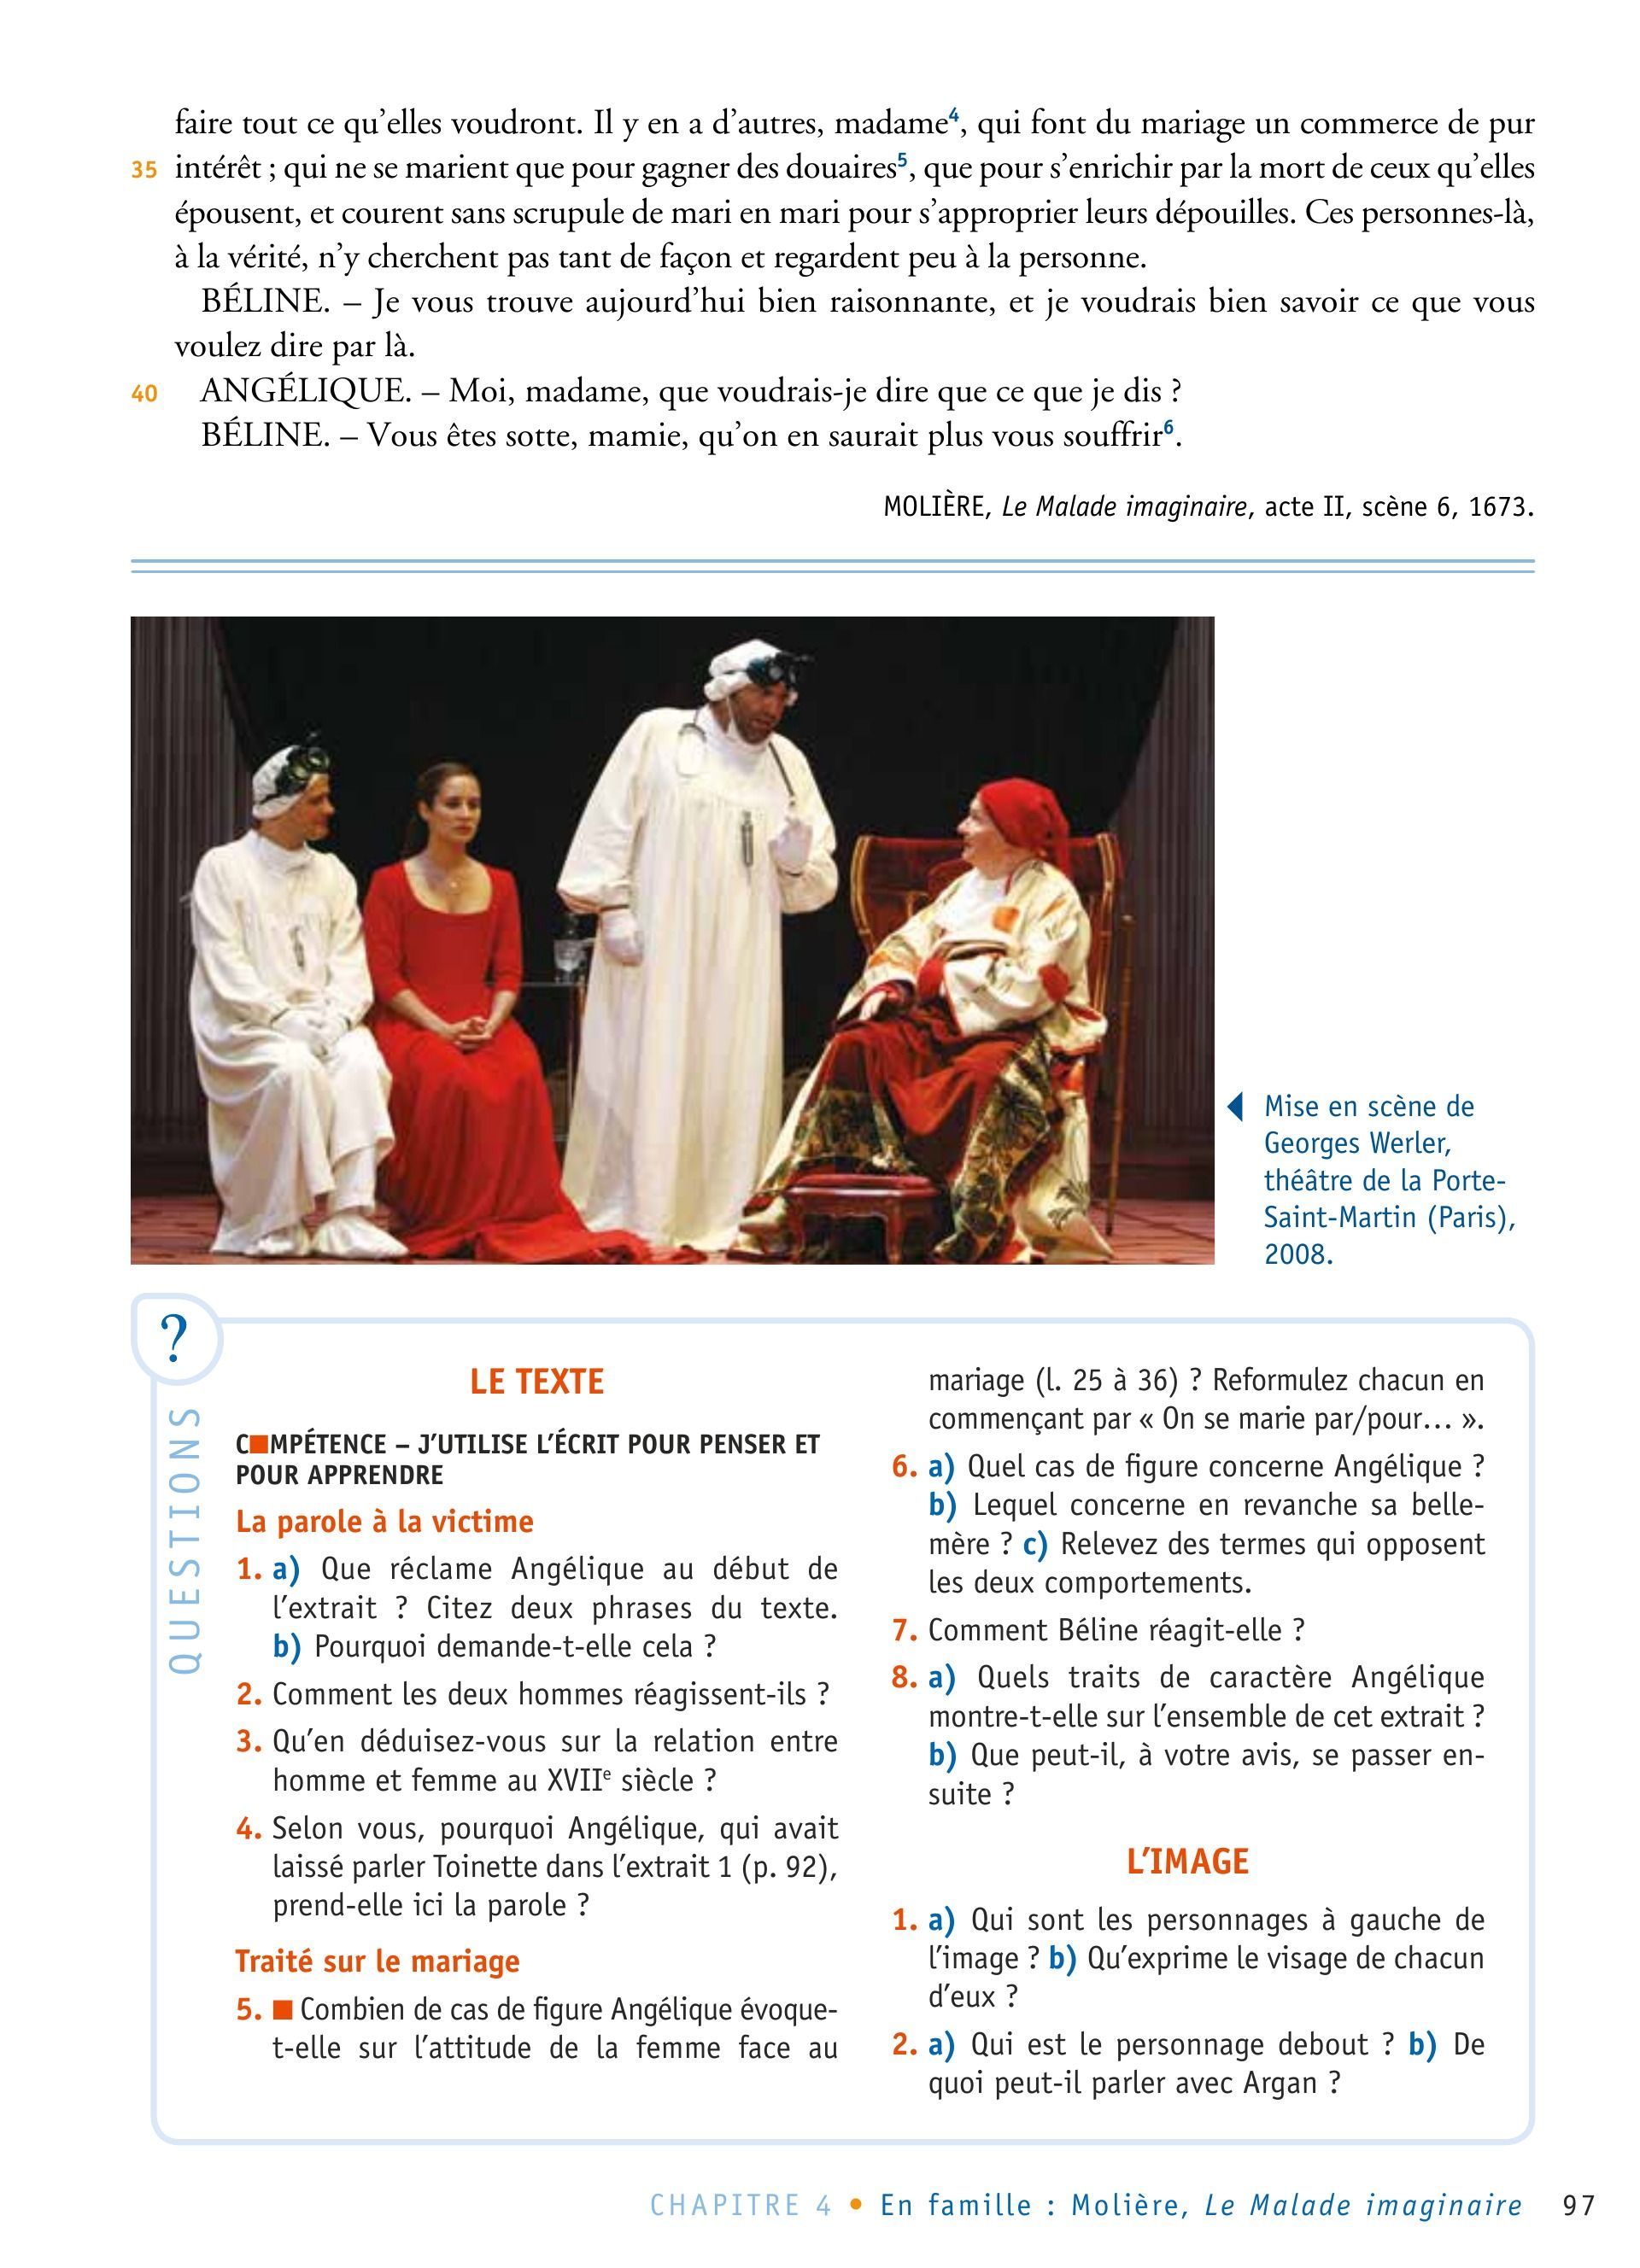 faire tout ce qu’elles voudront. Il y en a d’autres, madame⁴, qui font du mariage un commerce de pur
35 intérêt ; qui ne se marient que pour gagner des douaires⁵, que pour s’enrichir par la mort de ceux qu’elles
épousent, et courent sans scrupule de mari en mari pour s’approprier leurs dépouilles. Ces personnes-là,
à la vérité, n’y cherchent pas tant de façon et regardent peu à la personne.
BÉLINE. – Je vous trouve aujourd’hui bien raisonnante, et je voudrais bien savoir ce que vous
voulez dire par là.
40 ANGÉLIQUE. – Moi, madame, que voudrais-je dire que ce que je dis ?
BÉLINE. – Vous êtes sotte, mamie, qu’on en saurait plus vous souffrir⁶.
MOLIÈRE, Le Malade imaginaire, acte II, scène 6, 1673.
Mise en scène de
Georges Werler,
théâtre de la Porte-
Saint-Martin (Paris),
2008.
?
QUESTIONS
LE TEXTE
C■MPÉTENCE – J’UTILISE L’ÉCRIT POUR PENSER ET
POUR APPRENDRE
La parole à la victime
1. a) Que réclame Angélique au début de
l’extrait ? Citez deux phrases du texte.
b) Pourquoi demande-t-elle cela ?
2. Comment les deux hommes réagissent-ils ?
3. Qu’en déduisez-vous sur la relation entre
homme et femme au XVIIᵉ siècle ?
4. Selon vous, pourquoi Angélique, qui avait
laissé parler Toinette dans l’extrait 1 (p. 92),
prend-elle ici la parole ?
Traité sur le mariage
5. ■ Combien de cas de figure Angélique évoque-
t-elle sur l’attitude de la femme face au
mariage (l. 25 à 36) ? Reformulez chacun en
commençant par « On se marie par/pour… ».
6. a) Quel cas de figure concerne Angélique ?
b) Lequel concerne en revanche sa belle-
mère ? c) Relevez des termes qui opposent
les deux comportements.
7. Comment Béline réagit-elle ?
8. a) Quels traits de caractère Angélique
montre-t-elle sur l’ensemble de cet extrait ?
b) Que peut-il, à votre avis, se passer en-
suite ?
L’IMAGE
1. a) Qui sont les personnages à gauche de
l’image ? b) Qu’exprime le visage de chacun
d’eux ?
2. a) Qui est le personnage debout ? b) De
quoi peut-il parler avec Argan ?
CHAPITRE 4 • En famille : Molière, Le Malade imaginaire 97